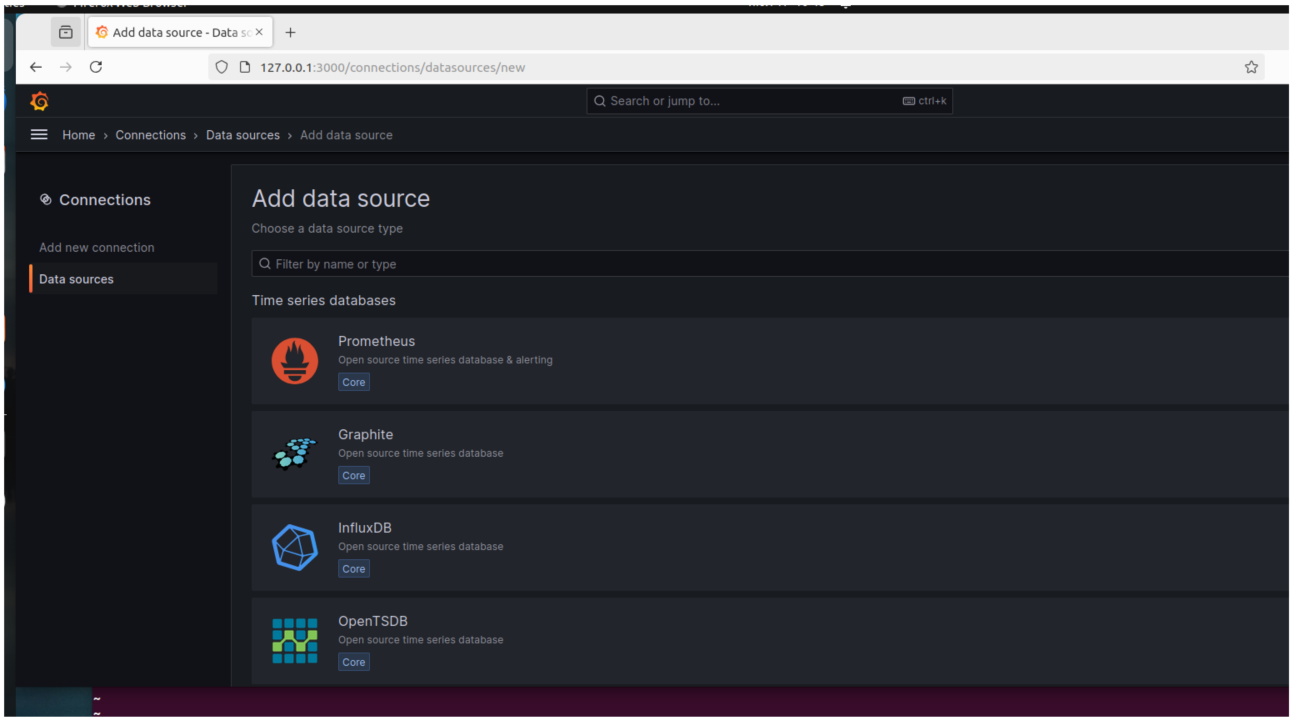 Add data source - Data sc
127.0.0.1:3000/connections/datasources/new
Search or jump to...
ctrl+k
Home › Connections › Data sources › Add data source
Connections
Add new connection
Data sources
Add data source
Choose a data source type
Filter by name or type
Time series databases
Prometheus
Open source time series database & alerting
Core
Graphite
Open source time series database
Core
InfluxDB
Open source time series database
Core
OpenTSDB
Open source time series database
Core
~
~